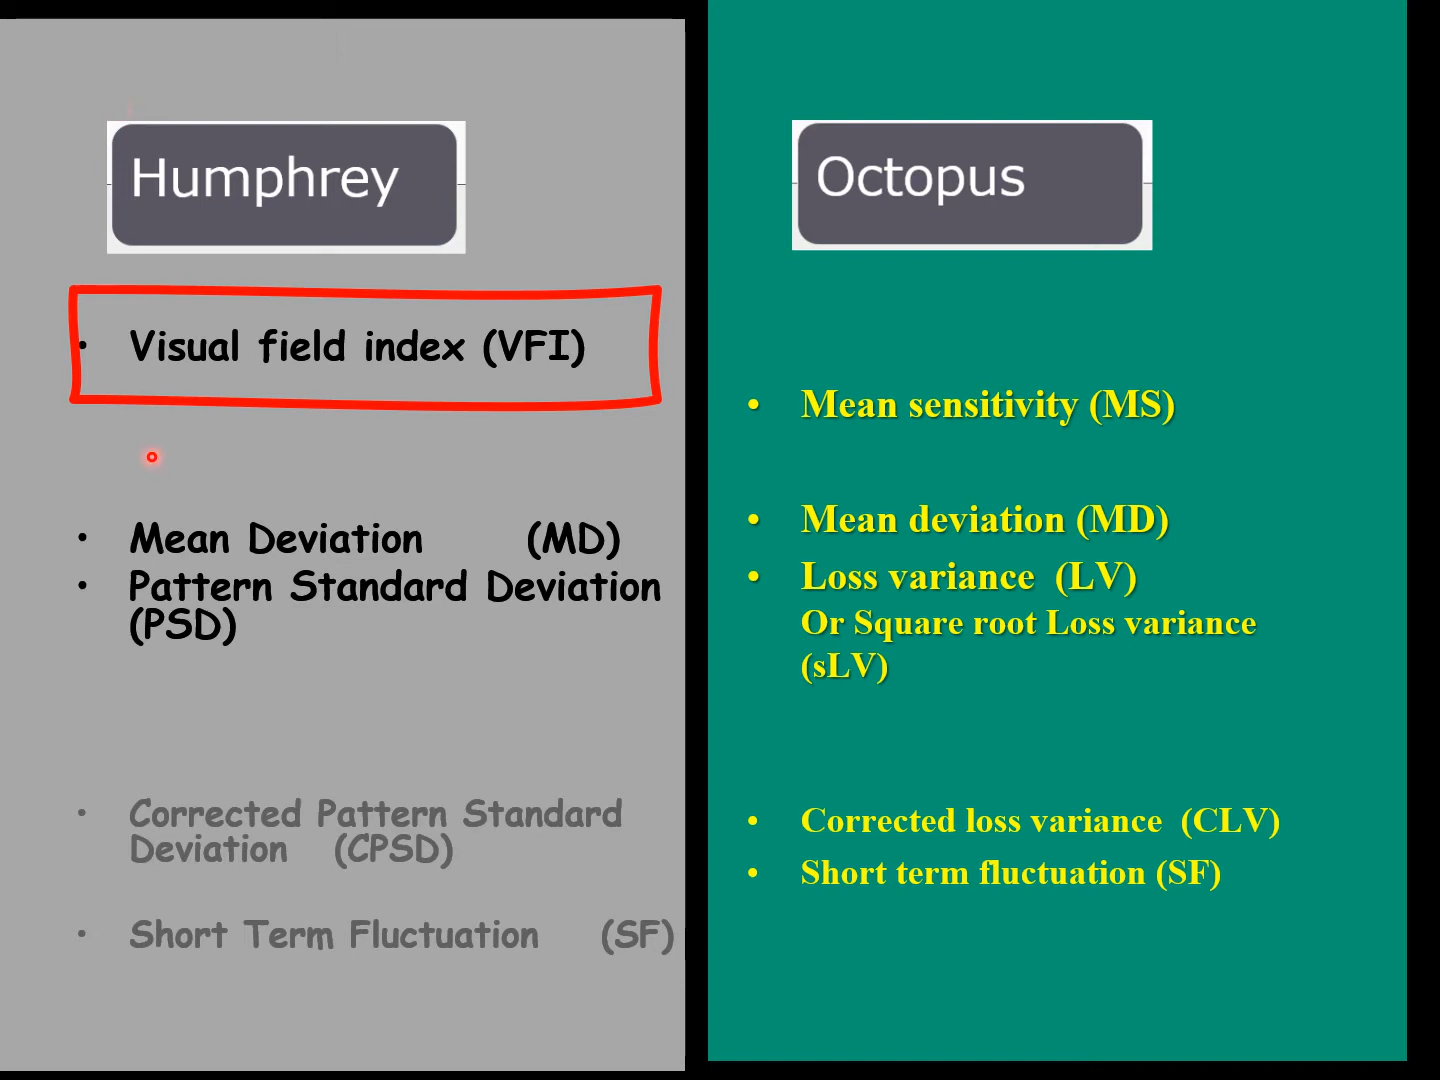 Humphrey
• Visual field index (VFI)
• Mean Deviation (MD)
• Pattern Standard Deviation
(PSD)
• Corrected Pattern Standard
Deviation (CPSD)
• Short Term Fluctuation (SF)
Octopus
• Mean sensitivity (MS)
• Mean deviation (MD)
• Loss variance (LV)
Or Square root Loss variance
(sLV)
• Corrected loss variance (CLV)
• Short term fluctuation (SF)